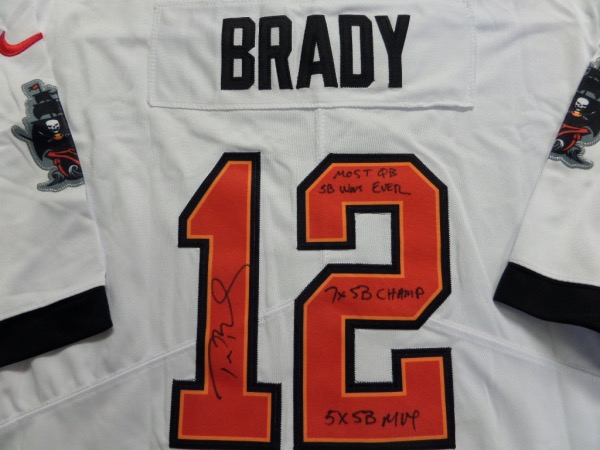 BRADY
12
MOST QB
SB WINS EVER
7X SB CHAMP
5X SB MVP